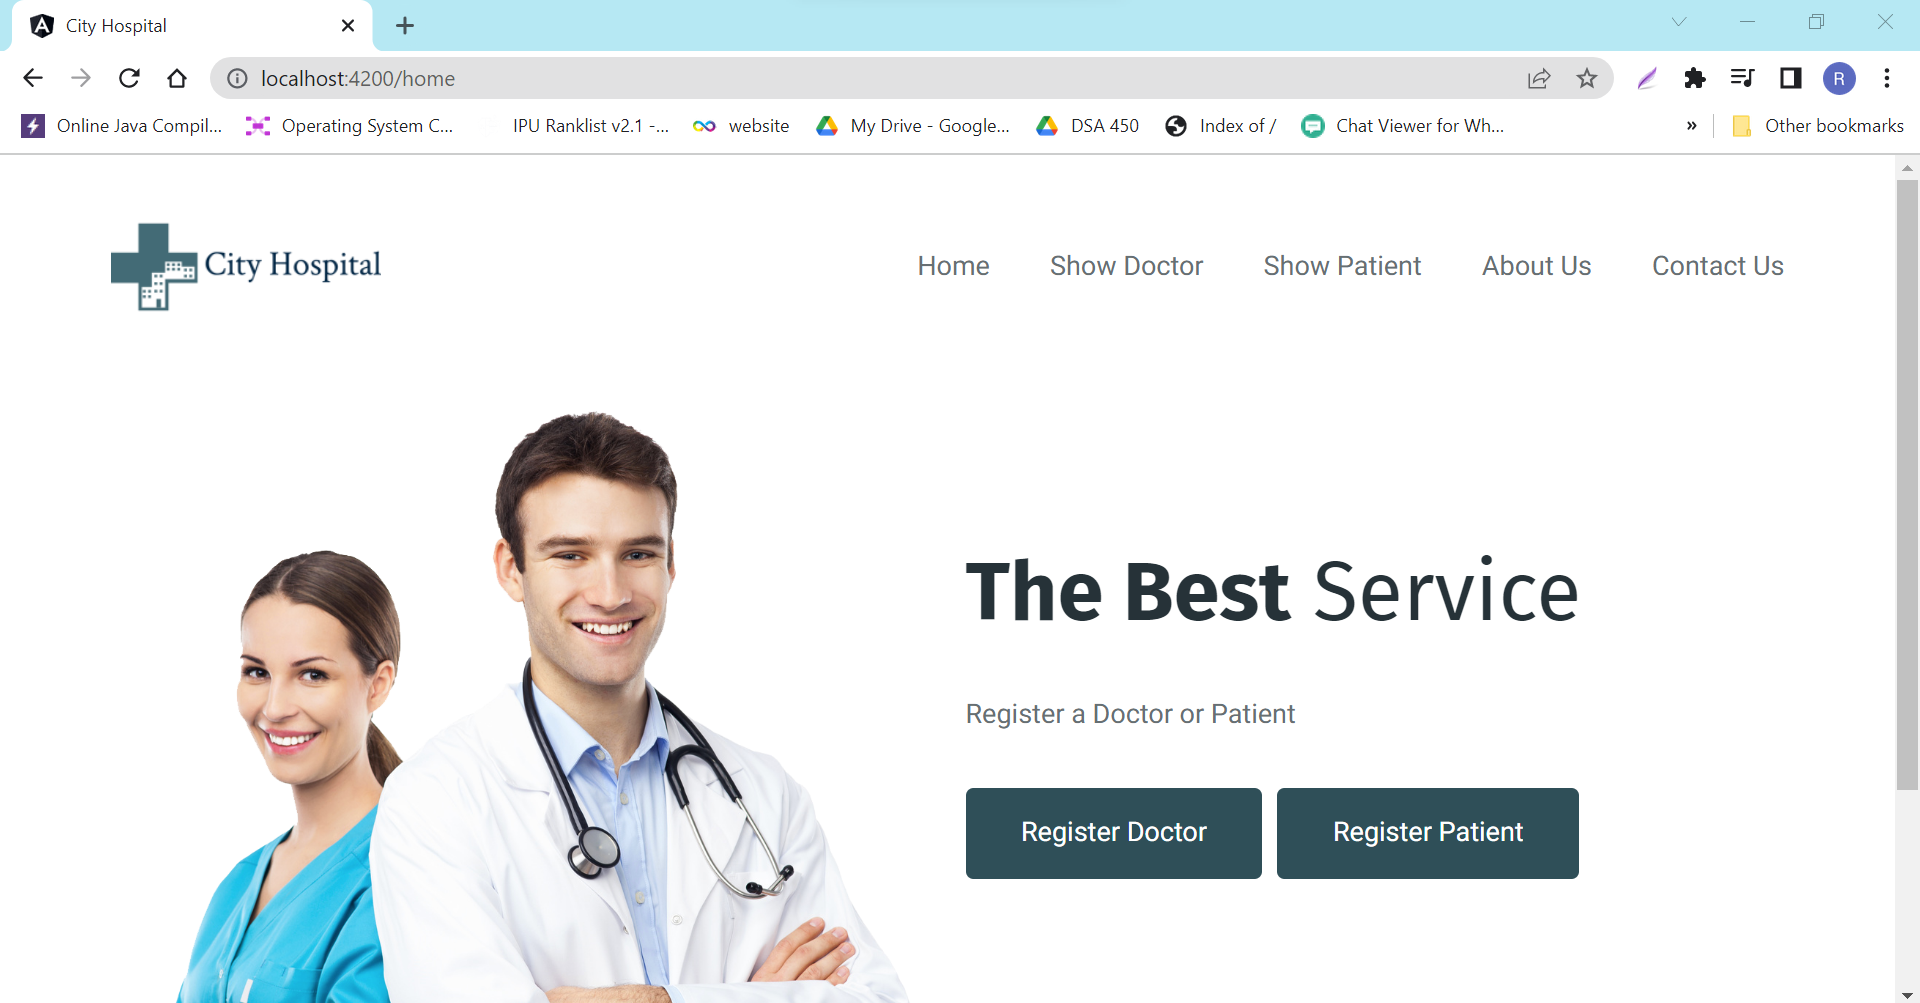 City Hospital
localhost:4200/home
R
Online Java Compil...
Operating System C...
IPU Ranklist v2.1 -...
website
My Drive - Google...
DSA 450
Index of /
Chat Viewer for Wh...
»
Other bookmarks
City Hospital
Home
Show Doctor
Show Patient
About Us
Contact Us
The Best Service
Register a Doctor or Patient
Register Doctor
Register Patient